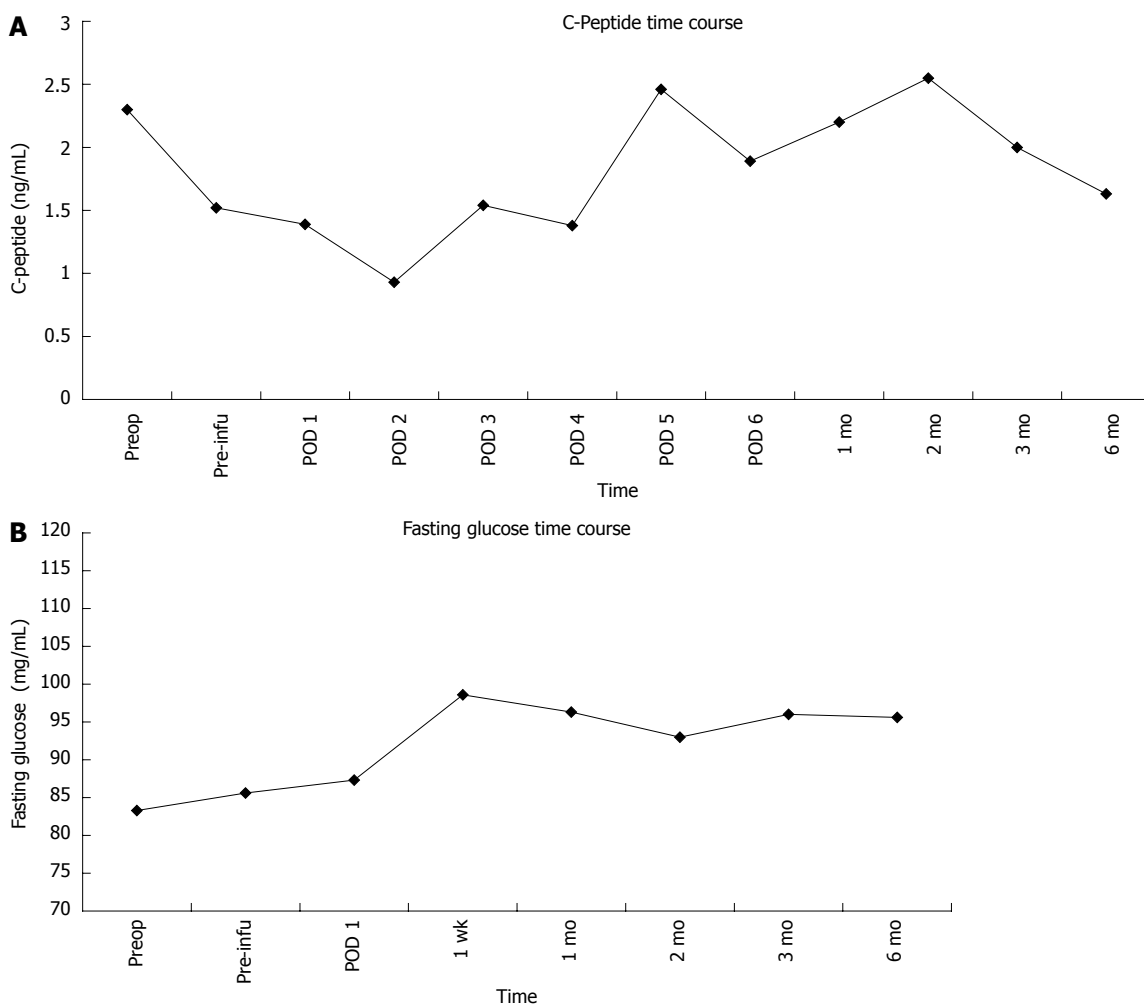 A
C-Peptide time course
3
2.5
2
1.5
1
0.5
0
C-peptide (ng/mL)
Preop
Pre-infu
POD 1
POD 2
POD 3
POD 4
POD 5
POD 6
1 mo
2 mo
3 mo
6 mo
Time
B
Fasting glucose time course
120
115
110
105
100
95
90
85
80
75
70
Fasting glucose (mg/mL)
Preop
Pre-infu
POD 1
1 wk
1 mo
2 mo
3 mo
6 mo
Time